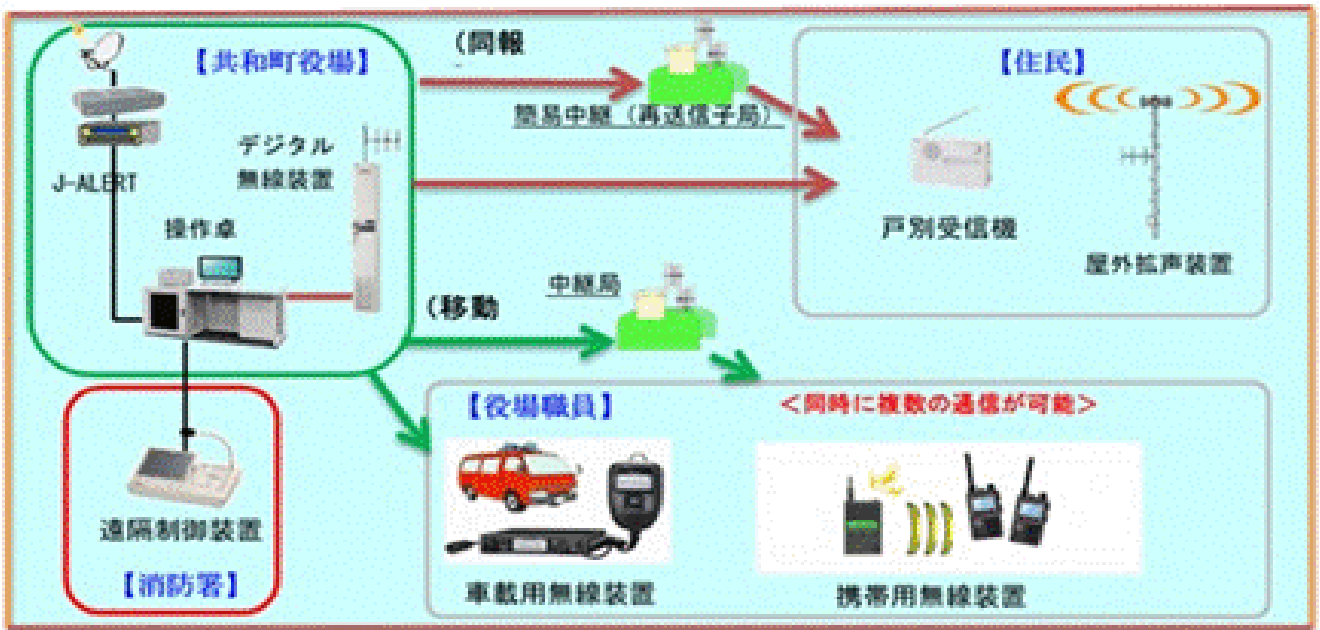 【共和町役場】
(同報
【住民】
簡易中継（再送信子局）
デジタル
無線装置
J-ALERT
操作卓
戸別受信機
屋外拡声装置
中継局
(移動
【役場職員】
＜同時に複数の通信が可能＞
遠隔制御装置
【消防署】
車載用無線装置
携帯用無線装置